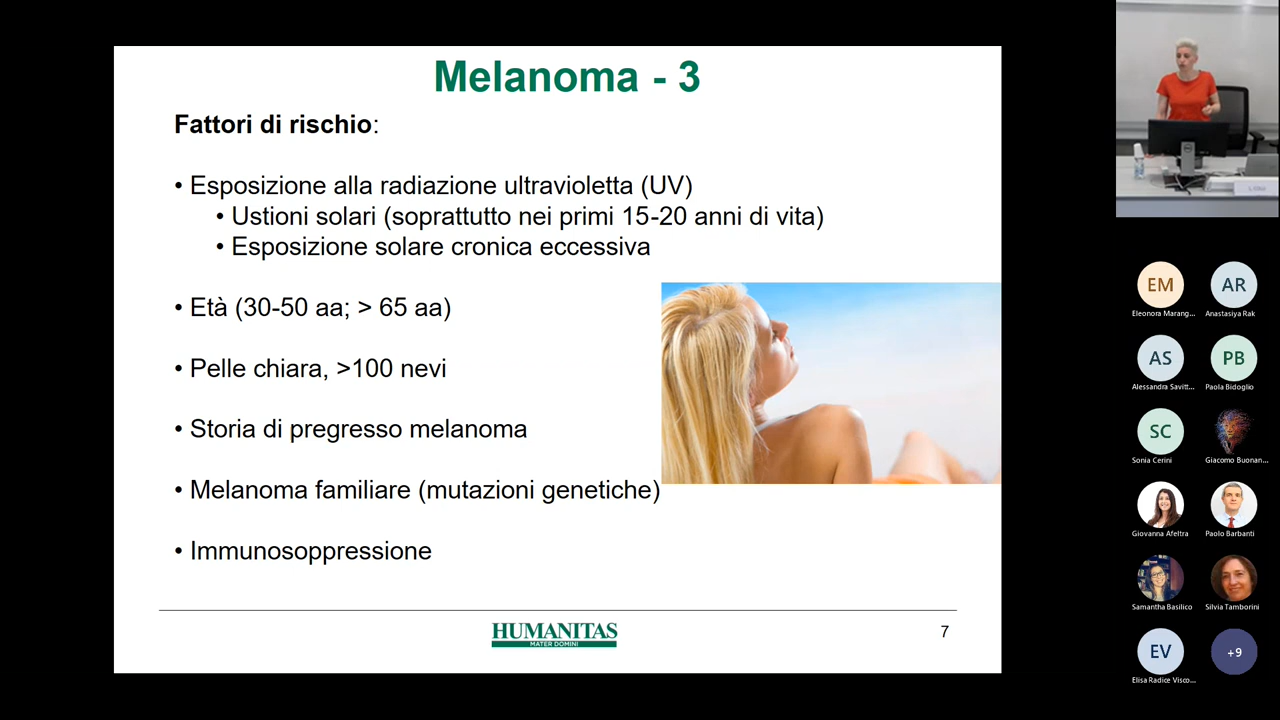 Melanoma - 3
Fattori di rischio:
• Esposizione alla radiazione ultravioletta (UV)
• Ustioni solari (soprattutto nei primi 15-20 anni di vita)
• Esposizione solare cronica eccessiva
• Età (30-50 aa; > 65 aa)
• Pelle chiara, >100 nevi
• Storia di pregresso melanoma
• Melanoma familiare (mutazioni genetiche)
• Immunosoppressione
HUMANITAS
MATER DOMINI
7
EM
Eleonora Marang...
AR
Anastasiya Rak
AS
Alessandra Savitt...
PB
Paola Bidoglio
SC
Sonia Cerini
Giacomo Buonan...
Giovanna Afeltra
Paolo Barbanti
Samantha Basilico
Silvia Tamborini
EV
Elisa Radice Visco...
+9